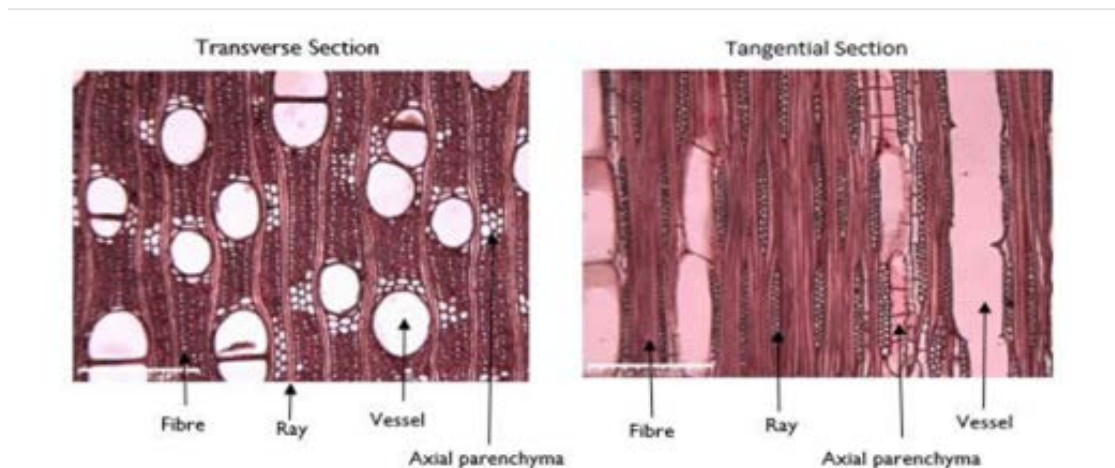 Transverse Section
Tangential Section
Fibre
Ray
Vessel
Axial parenchyma
Fibre
Ray
Axial parenchyma
Vessel